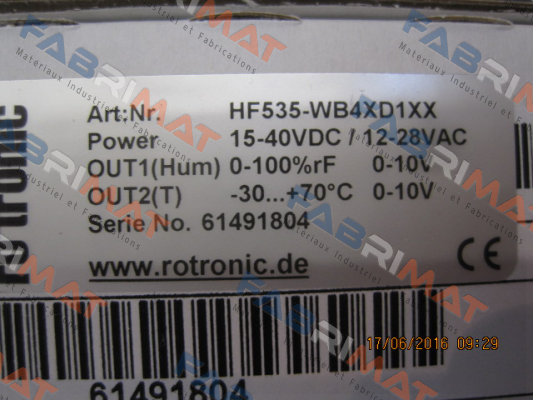 rotronic
Art:Nr. HF535-WB4XD1XX
Power 15-40VDC / 12-28VAC
OUT1(Hum) 0-100%rF 0-10V
OUT2(T) -30...+70°C 0-10V
Serie No. 61491804
www.rotronic.de
CE
61491804
17/06/2016 09:29
FABRIMAT
Materiaux Industriel et Fabrications